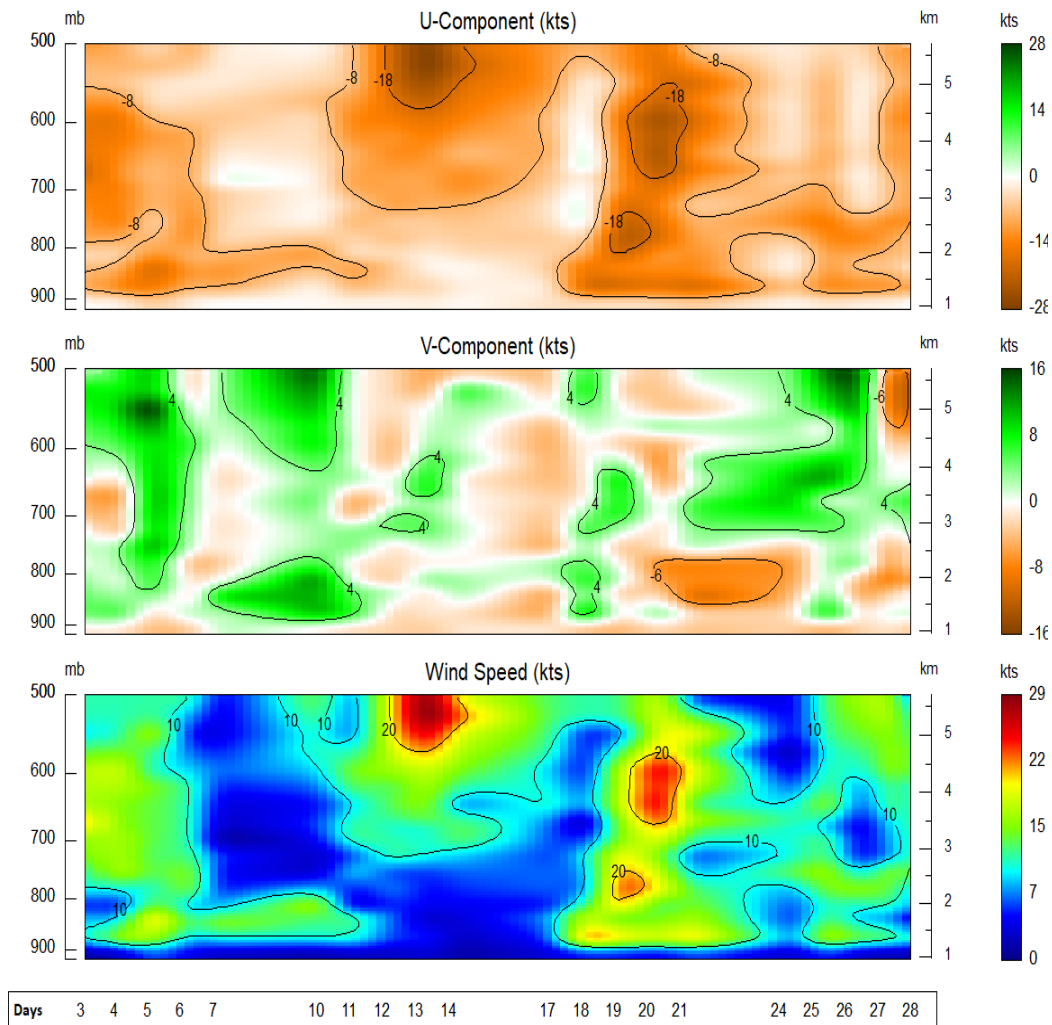 U-Component (kts)
mb km kts
500 28
5
600 14
4
0
700
3
800 -14
2
900 1 -28
-8 -8 -18 -18 -8 -8 -18
V-Component (kts)
mb km kts
500 16
5
600 8
4
0
700
3
800 -8
2
900 1 -16
4 4 4 4 -6 4 4 4 4 4 -6 4
Wind Speed (kts)
mb km kts
500 29
5
600 22
4
15
700
3
800 7
2
900 1 0
10 10 10 20 10 20 10 10 20 10
Days 3 4 5 6 7 10 11 12 13 14 17 18 19 20 21 24 25 26 27 28